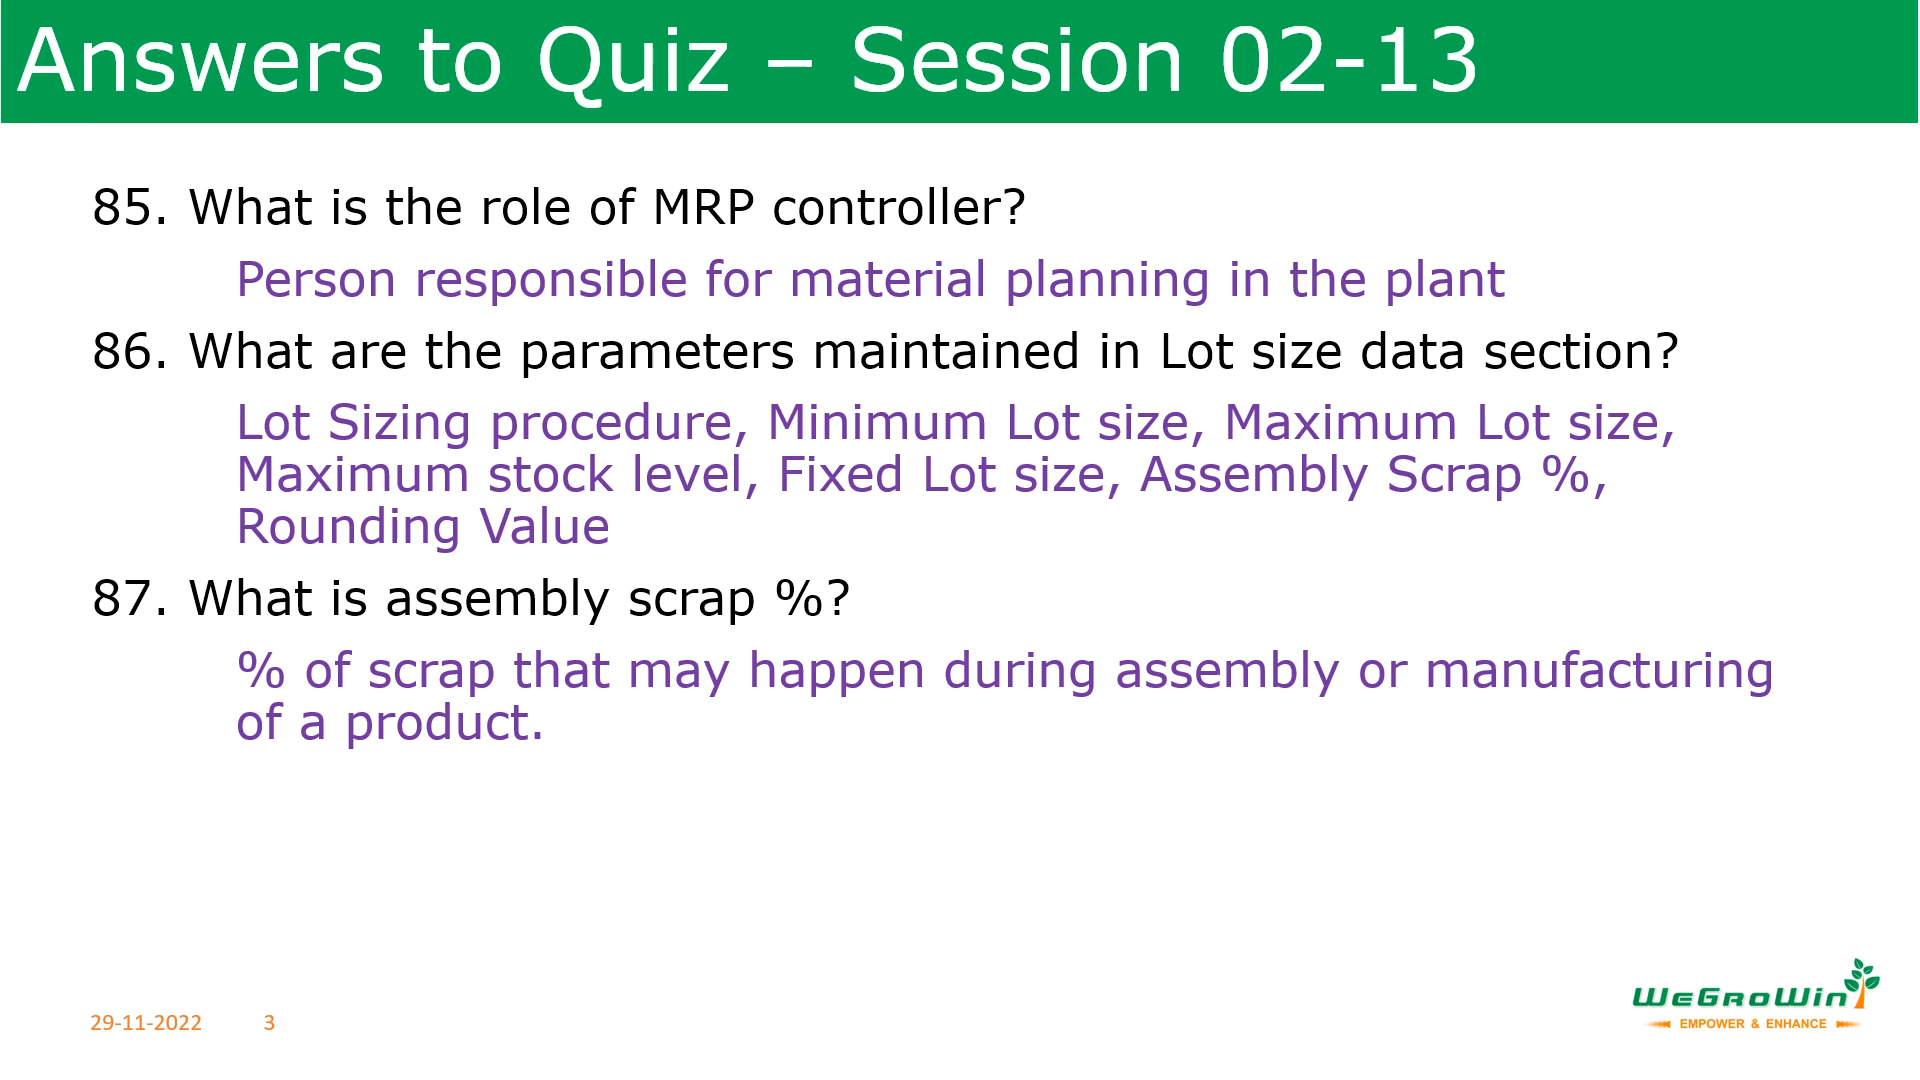 Answers to Quiz – Session 02-13
85. What is the role of MRP controller?
Person responsible for material planning in the plant
86. What are the parameters maintained in Lot size data section?
Lot Sizing procedure, Minimum Lot size, Maximum Lot size,
Maximum stock level, Fixed Lot size, Assembly Scrap %,
Rounding Value
87. What is assembly scrap %?
% of scrap that may happen during assembly or manufacturing
of a product.
29-11-2022 3
WeGroWin
EMPOWER & ENHANCE